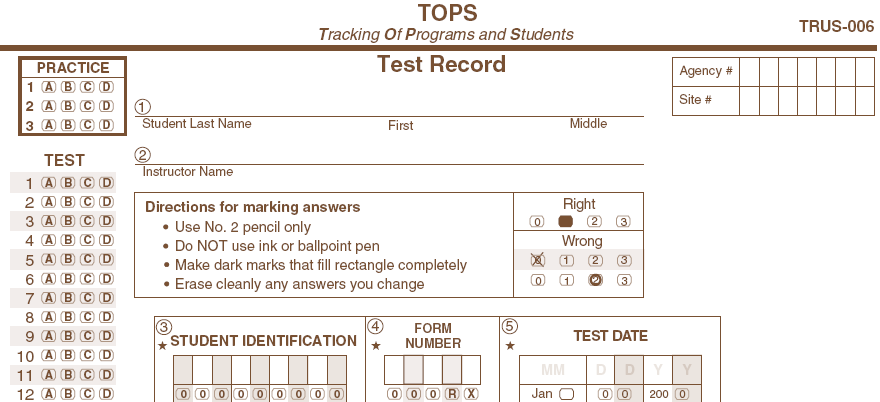 TOPS
Tracking Of Programs and Students
TRUS-006
Test Record
PRACTICE
1 A B C D
2 A B C D
3 A B C D
Agency #
Site #
1
Student Last Name First Middle
2
Instructor Name
TEST
1 A B C D
2 A B C D
3 A B C D
4 A B C D
5 A B C D
6 A B C D
7 A B C D
8 A B C D
9 A B C D
10 A B C D
11 A B C D
12 A B C D
Directions for marking answers
• Use No. 2 pencil only
• Do NOT use ink or ballpoint pen
• Make dark marks that fill rectangle completely
• Erase cleanly any answers you change
Right
0 2 3
Wrong
0 1 2 3
0 1 2 3
3
★ STUDENT IDENTIFICATION
0 0 0 0 0 0 0 0 0
4
★ FORM
NUMBER
0 0 0 R X
5
★ TEST DATE
MM D D Y Y
Jan 0 0 200 0